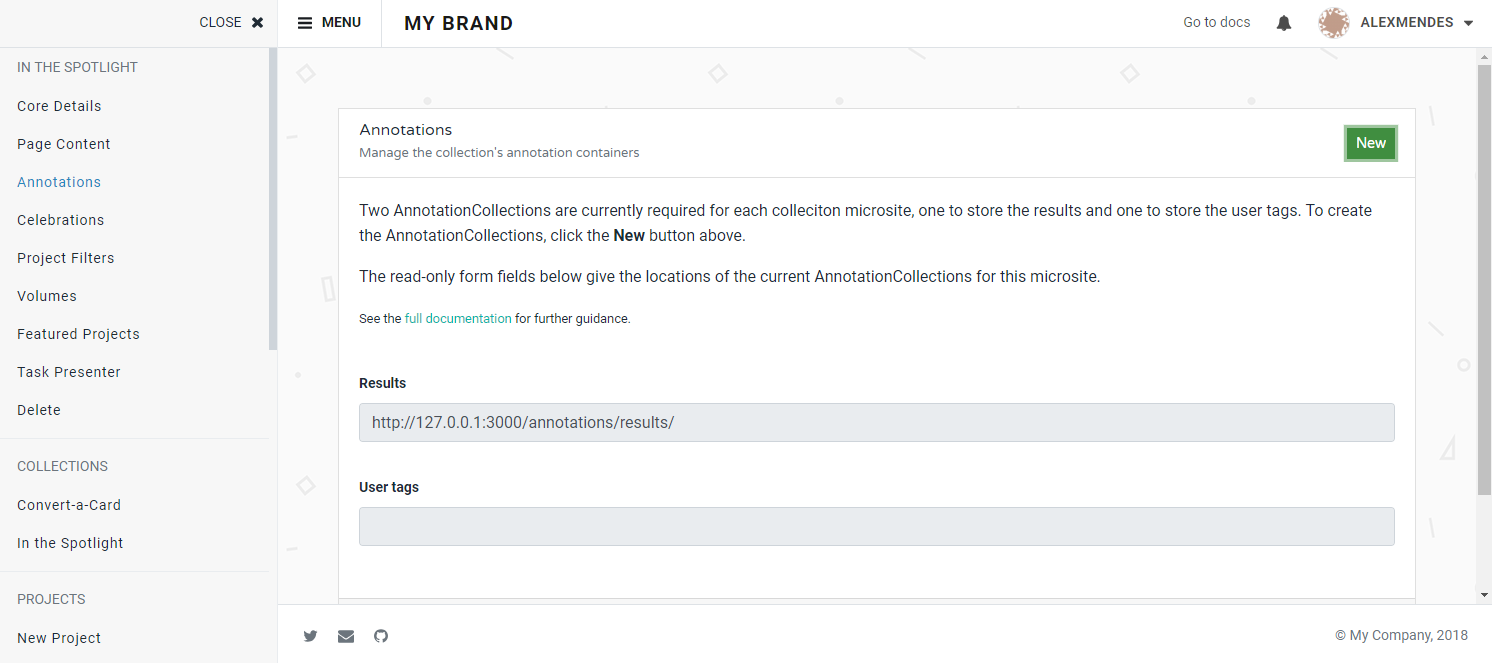 CLOSE
MENU
MY BRAND
Go to docs
ALEXMENDES
IN THE SPOTLIGHT
Core Details
Page Content
Annotations
Celebrations
Project Filters
Volumes
Featured Projects
Task Presenter
Delete
COLLECTIONS
Convert-a-Card
In the Spotlight
PROJECTS
New Project
Annotations
Manage the collection's annotation containers
New
Two AnnotationCollections are currently required for each colleciton microsite, one to store the results and one to store the user tags. To create
the AnnotationCollections, click the New button above.
The read-only form fields below give the locations of the current AnnotationCollections for this microsite.
See the full documentation for further guidance.
Results
http://127.0.0.1:3000/annotations/results/
User tags
© My Company, 2018